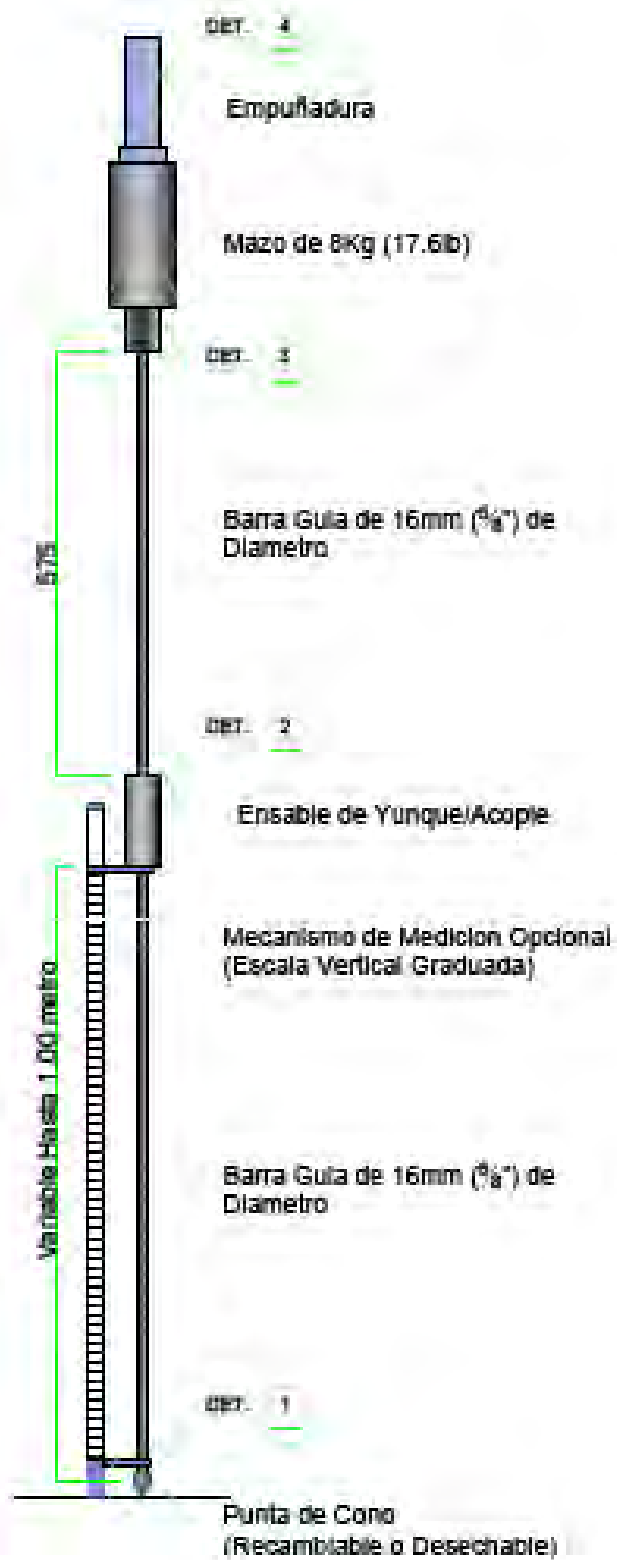 DET. 4
Empuñadura
Mazo de 8Kg (17.6lb)
DET. 3
Barra Guia de 16mm (5/8") de
Diametro
575
DET. 2
Ensable de Yunque/Acople
Mecanismo de Medicion Opcional
(Escala Vertical Graduada)
Variable Hasta 1.00 metro
Barra Guia de 16mm (5/8") de
Diametro
DET. 1
Punta de Cono
(Recambiable o Desechable)